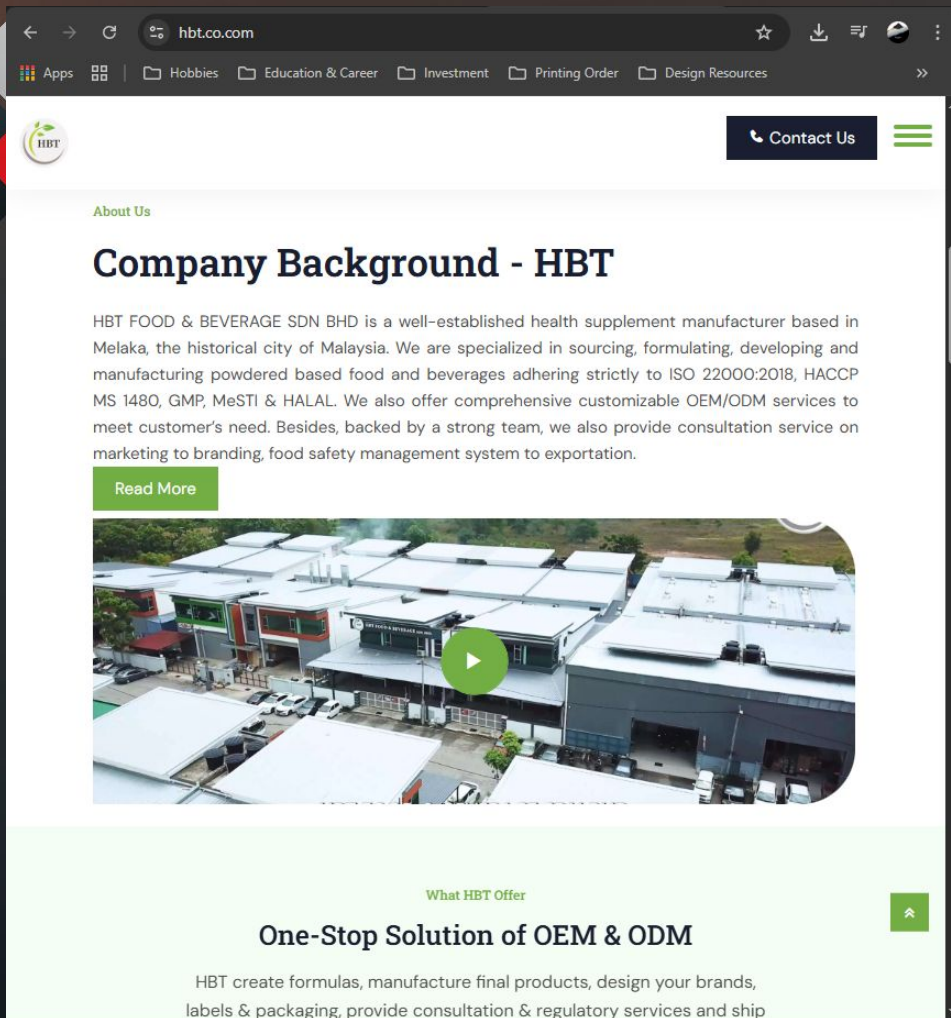 hbt.co.com
Apps Hobbies Education & Career Investment Printing Order Design Resources »
HBT
Contact Us
About Us
Company Background - HBT
HBT FOOD & BEVERAGE SDN BHD is a well-established health supplement manufacturer based in
Melaka, the historical city of Malaysia. We are specialized in sourcing, formulating, developing and
manufacturing powdered based food and beverages adhering strictly to ISO 22000:2018, HACCP
MS 1480, GMP, MeSTI & HALAL. We also offer comprehensive customizable OEM/ODM services to
meet customer's need. Besides, backed by a strong team, we also provide consultation service on
marketing to branding, food safety management system to exportation.
Read More
HBT FOOD & BEVERAGE SDN. BHD.
What HBT Offer
One-Stop Solution of OEM & ODM
HBT create formulas, manufacture final products, design your brands,
labels & packaging, provide consultation & regulatory services and ship